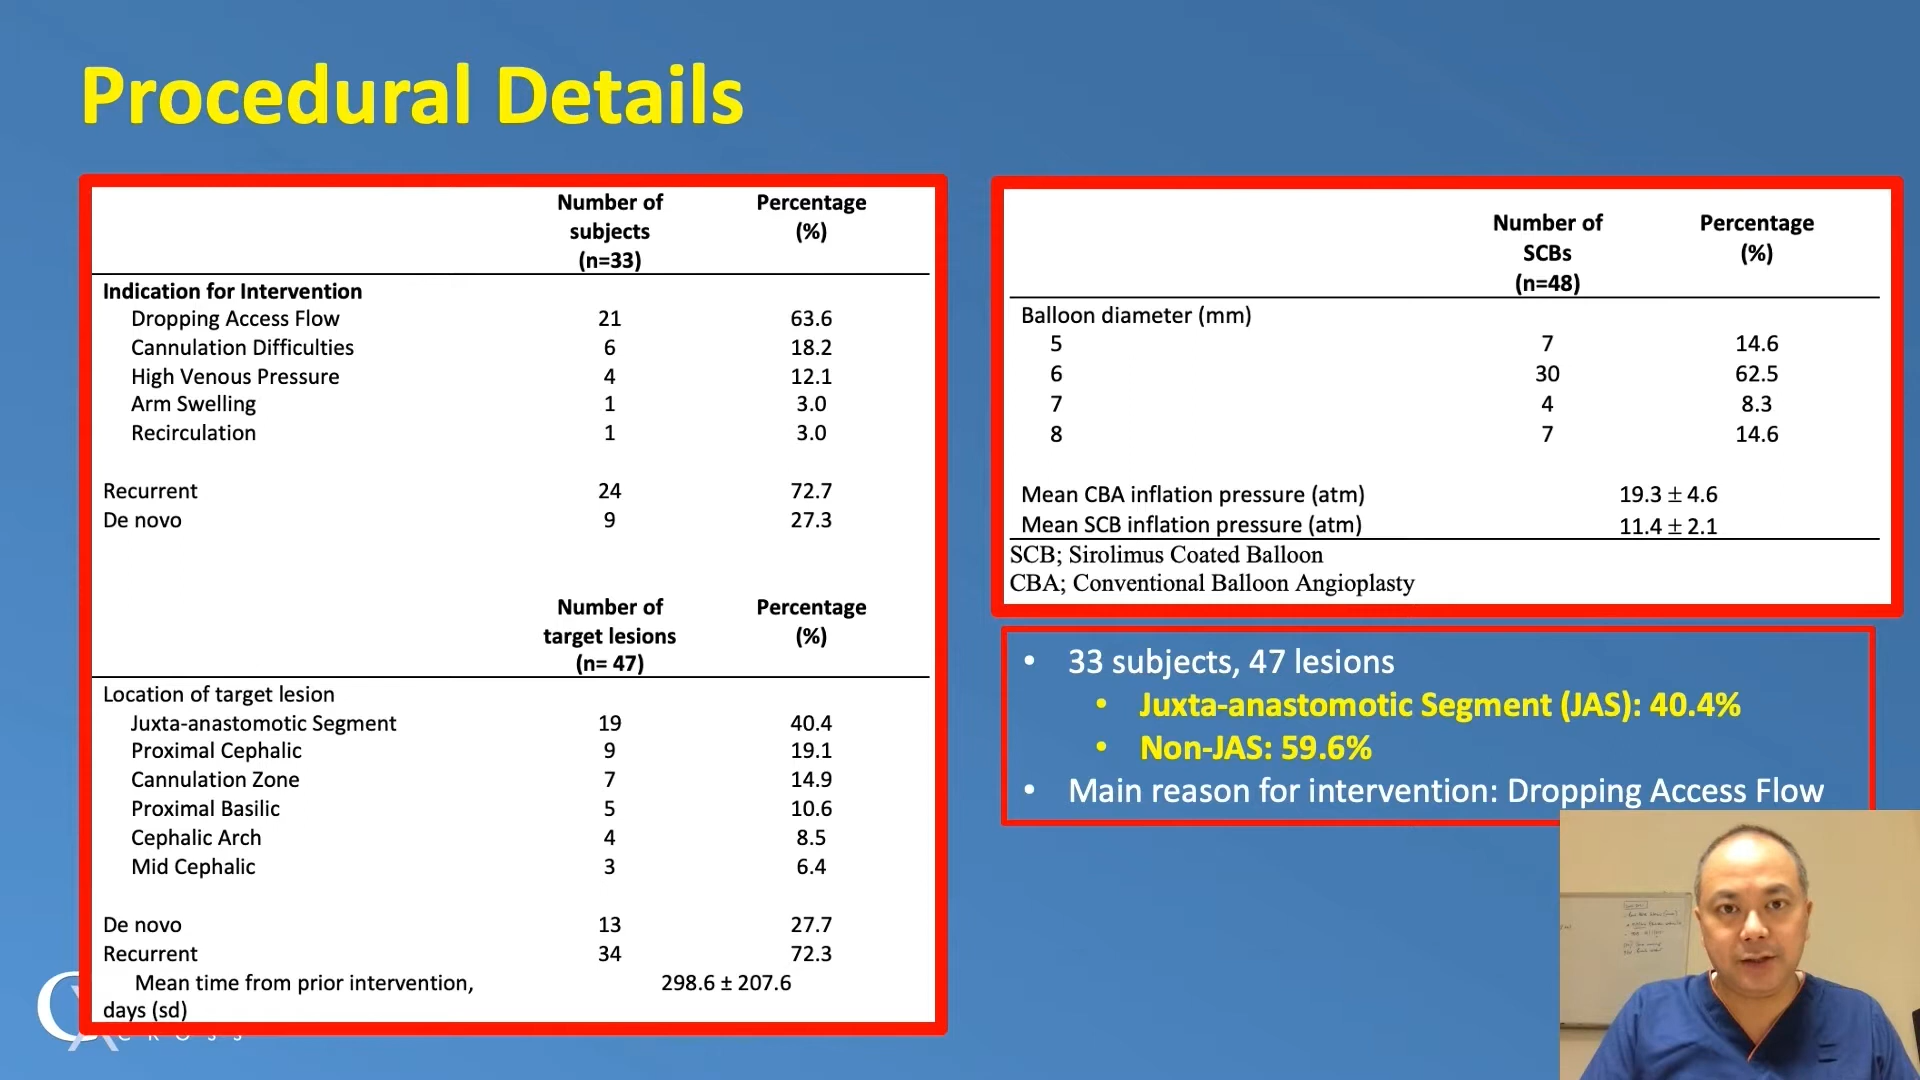 Procedural Details
Number of subjects (n=33) Percentage (%)
Indication for Intervention
Dropping Access Flow 21 63.6
Cannulation Difficulties 6 18.2
High Venous Pressure 4 12.1
Arm Swelling 1 3.0
Recirculation 1 3.0
Recurrent 24 72.7
De novo 9 27.3
Number of target lesions (n= 47) Percentage (%)
Location of target lesion
Juxta-anastomotic Segment 19 40.4
Proximal Cephalic 9 19.1
Cannulation Zone 7 14.9
Proximal Basilic 5 10.6
Cephalic Arch 4 8.5
Mid Cephalic 3 6.4
De novo 13 27.7
Recurrent 34 72.3
Mean time from prior intervention, 298.6 ± 207.6
days (sd)
Number of SCBs (n=48) Percentage (%)
Balloon diameter (mm)
5 7 14.6
6 30 62.5
7 4 8.3
8 7 14.6
Mean CBA inflation pressure (atm) 19.3 ± 4.6
Mean SCB inflation pressure (atm) 11.4 ± 2.1
SCB; Sirolimus Coated Balloon
CBA; Conventional Balloon Angioplasty
• 33 subjects, 47 lesions
• Juxta-anastomotic Segment (JAS): 40.4%
• Non-JAS: 59.6%
• Main reason for intervention: Dropping Access Flow